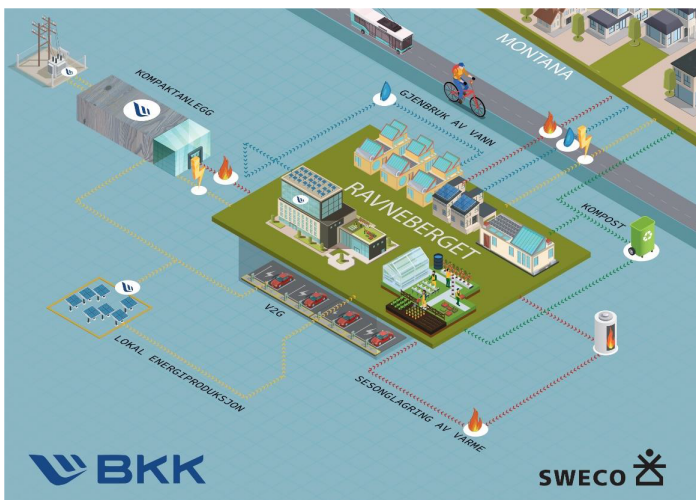 MONTANA
KOMPAKTANLEGG
GJENBRUK AV VANN
RAVNEBERGET
KOMPOST
V2G
LOKAL ENERGIPRODUKSJON
SESONGLAGRING AV VARME
BKK
SWECO